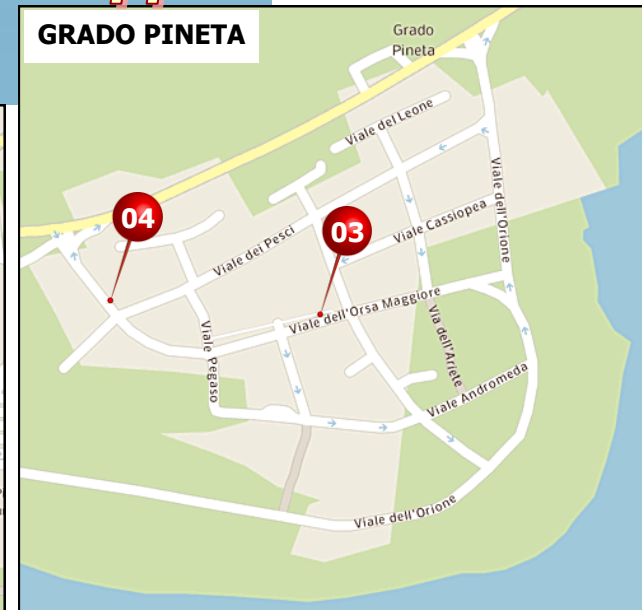 GRADO PINETA
Grado
Pineta
Viale del Leone
04
03
Viale dei Pesci
Viale Cassiopea
Viale dell'Orione
Viale dell'Orsa Maggiore
Viale Pegaso
Via dell'Ariete
Viale Andromeda
Viale dell'Orione